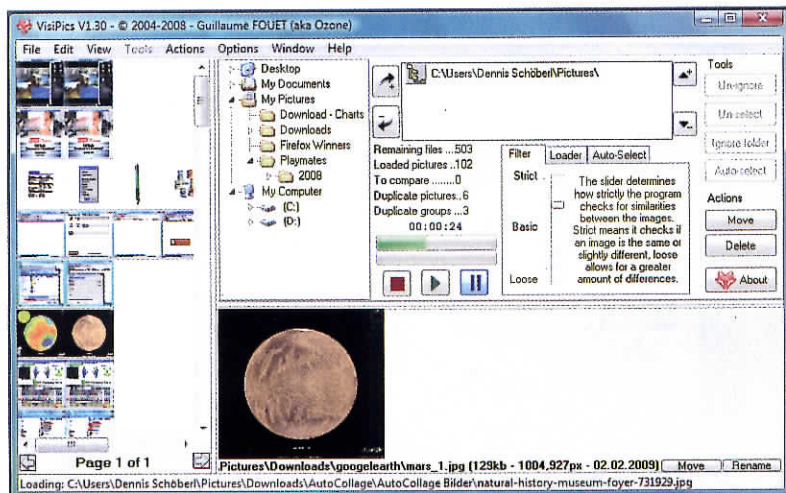 VisiPics V1.30 - © 2004-2008 - Guillaume FOUET (aka Ozone)
File Edit View Tools Actions Options Window Help
Desktop
My Documents
My Pictures
Download - Charts
Downloads
Firefox Winners
Playmates
2008
My Computer
(C:)
(D:)
C:\Users\Dennis Schöberl\Pictures\
Remaining files ...503
Loaded pictures ..102
To compare ........0
Duplicate pictures..6
Duplicate groups ...3
00:00:24
Filter Loader Auto-Select
Strict
Basic
Loose
The slider determines
how strictly the program
checks for similarities
between the images.
Strict means it checks if
an image is the same or
slightly different, loose
allows for a greater
amount of differences.
Tools
Un-ignore
Un-select
Ignore folder
Auto-select
Actions
Move
Delete
About
Page 1 of 1
.Pictures\Downloads\googelearth\mars_1.jpg (129kb - 1004,927px - 02.02.2009) Move Rename
Loading: C:\Users\Dennis Schöberl\Pictures\Downloads\AutoCollage\AutoCollage Bilder\natural-history-museum-foyer-731929.jpg